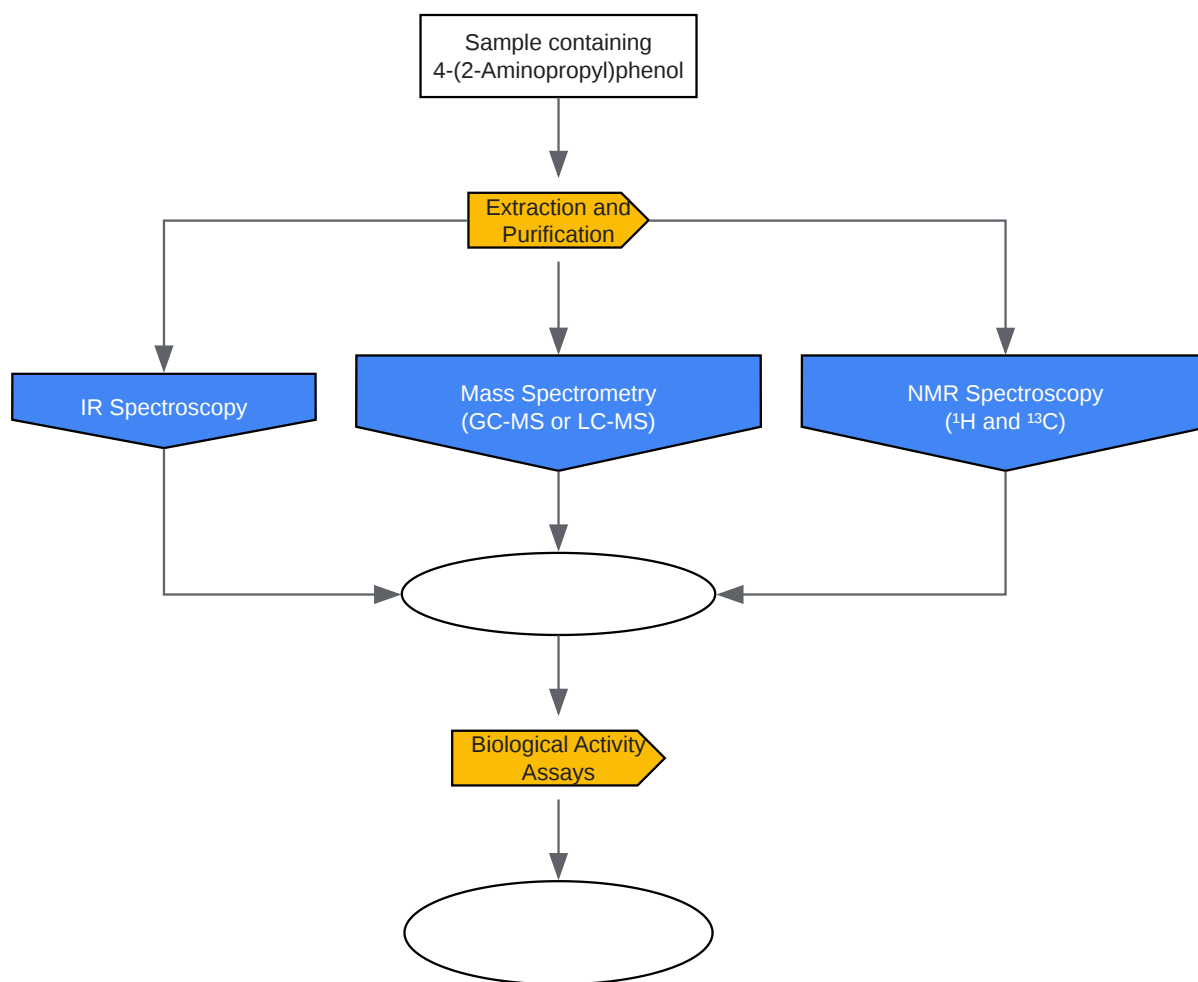 Sample containing
4-(2-Aminopropyl)phenol
Extraction and
Purification
IR Spectroscopy
Mass Spectrometry
(GC-MS or LC-MS)
NMR Spectroscopy
(¹H and ¹³C)
Biological Activity
Assays